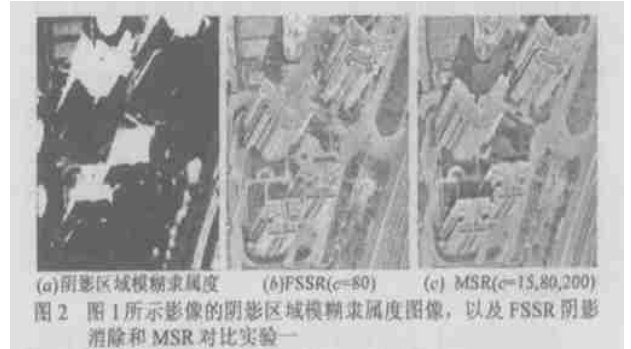 (a)阴影区域模糊隶属度 (b)FSSR(c=80) (c) MSR(c=15,80,200)
图 2 图 1 所示影像的阴影区域模糊隶属度图像，以及 FSSR 阴影
消除和 MSR 对比实验一